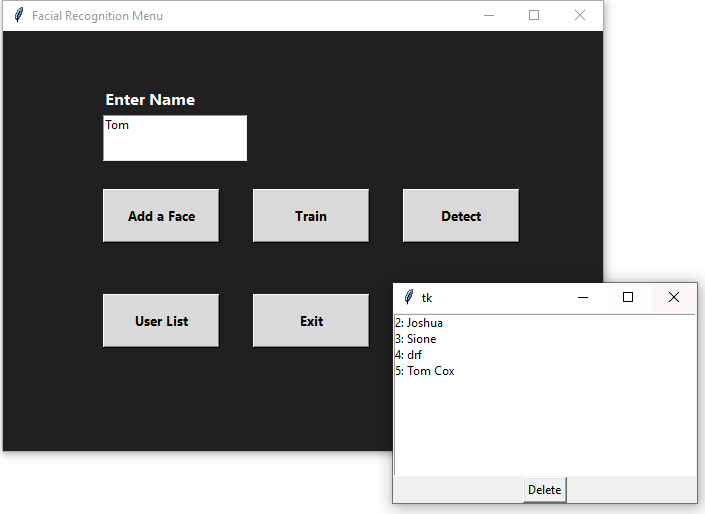 Facial Recognition Menu
Enter Name
Tom
Add a Face
Train
Detect
User List
Exit
tk
2: Joshua
3: Sione
4: drf
5: Tom Cox
Delete